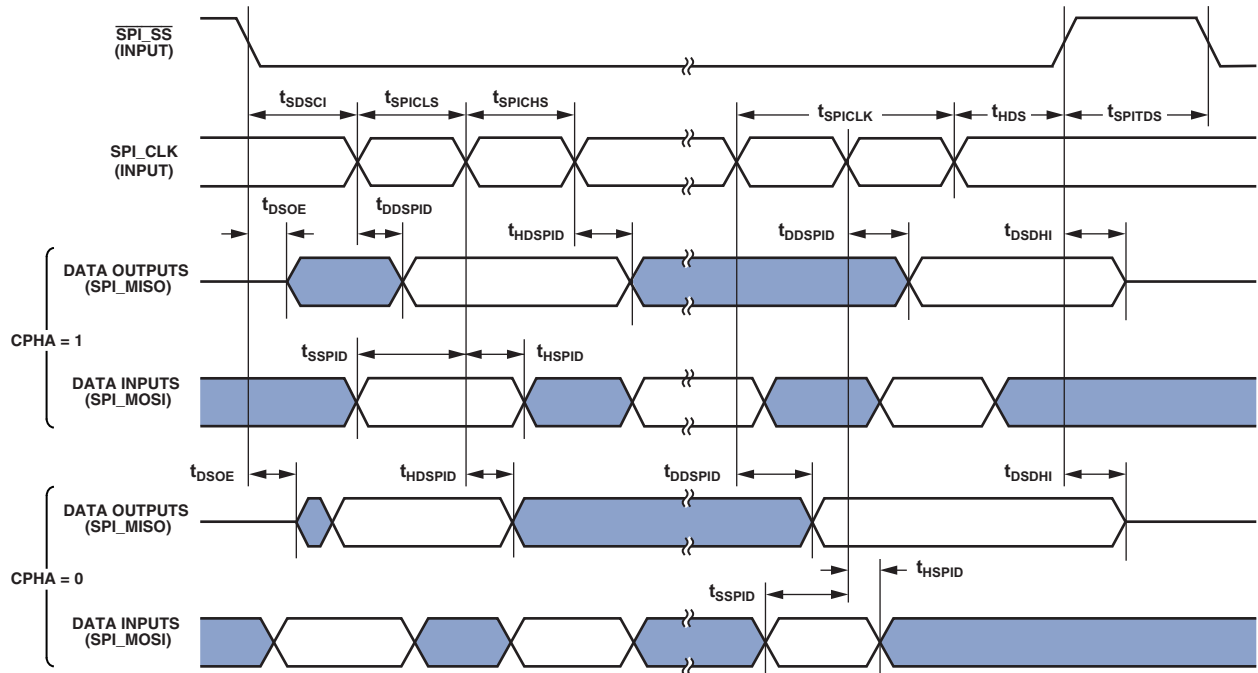 SPI_SS
(INPUT)
tSDSCI tSPICLS tSPICHS tSPICLK tHDS tSPITDS
SPI_CLK
(INPUT)
tDSOE tDDSPID tHDSPID tDDSPID tDSDHI
DATA OUTPUTS
(SPI_MISO)
CPHA = 1
tSSPID tHSPID
DATA INPUTS
(SPI_MOSI)
tDSOE tHDSPID tDDSPID tDSDHI
DATA OUTPUTS
(SPI_MISO)
CPHA = 0
tSSPID tHSPID
DATA INPUTS
(SPI_MOSI)